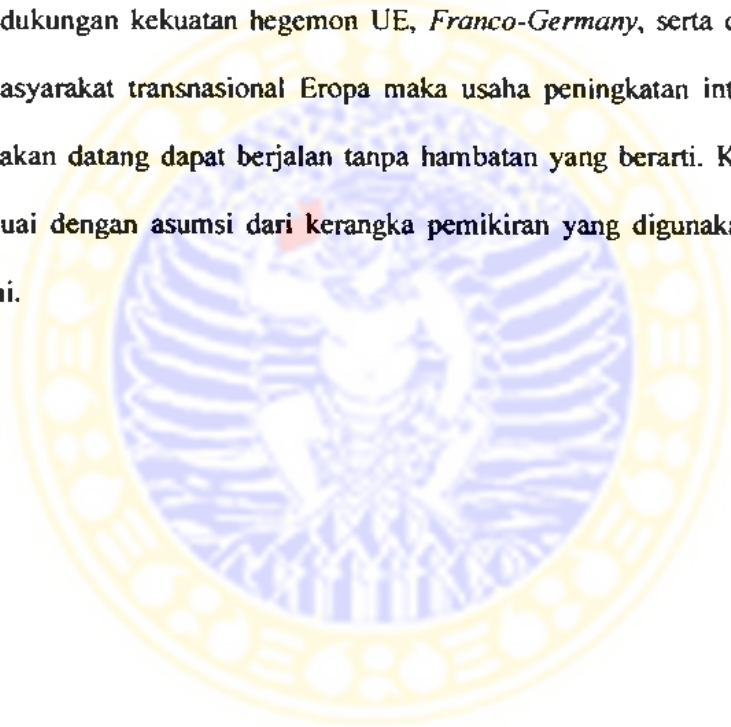 dukungan kekuatan hegemon UE, Franco-Germany, serta
asyarakat transnasional Eropa maka usaha peningkatan int
akan datang dapat berjalan tanpa hambatan yang berarti. K
uai dengan asumsi dari kerangka pemikiran yang digunaka
ni.